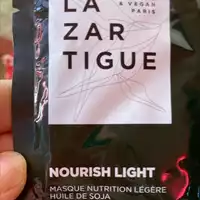 LA
& VEGAN
PARIS
ZAR
TIGUE
NOURISH LIGHT
MASQUE NUTRITION LÉGÈRE
HUILE DE SOJA